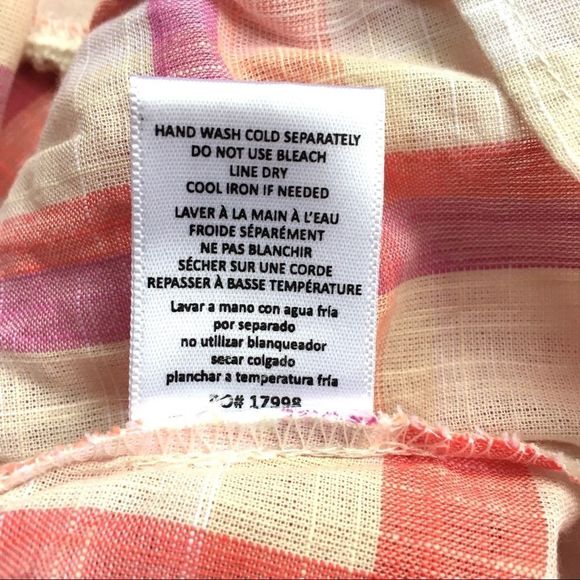 HAND WASH COLD SEPARATELY
DO NOT USE BLEACH
LINE DRY
COOL IRON IF NEEDED
LAVER À LA MAIN À L'EAU
FROIDE SÉPARÉMENT
NE PAS BLANCHIR
SÉCHER SUR UNE CORDE
REPASSER À BASSE TEMPÉRATURE
Lavar a mano con agua fría
por separado
no utilizar blanqueador
secar colgado
planchar a temperatura fría
PO# 17998